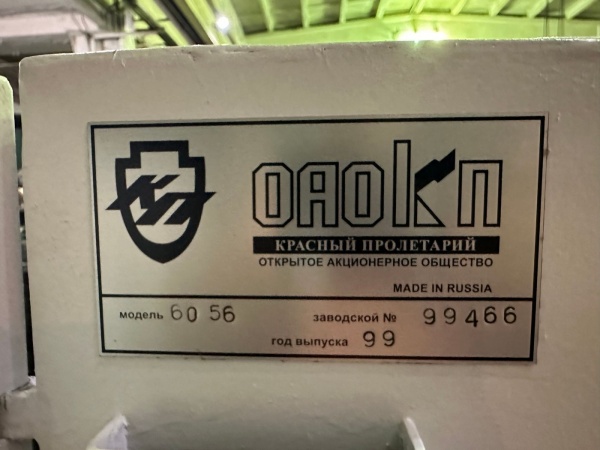 КП
ОАО КП
КРАСНЫЙ ПРОЛЕТАРИЙ
ОТКРЫТОЕ АКЦИОНЕРНОЕ ОБЩЕСТВО
MADE IN RUSSIA
модель 60 56 заводской № 99466
год выпуска 99